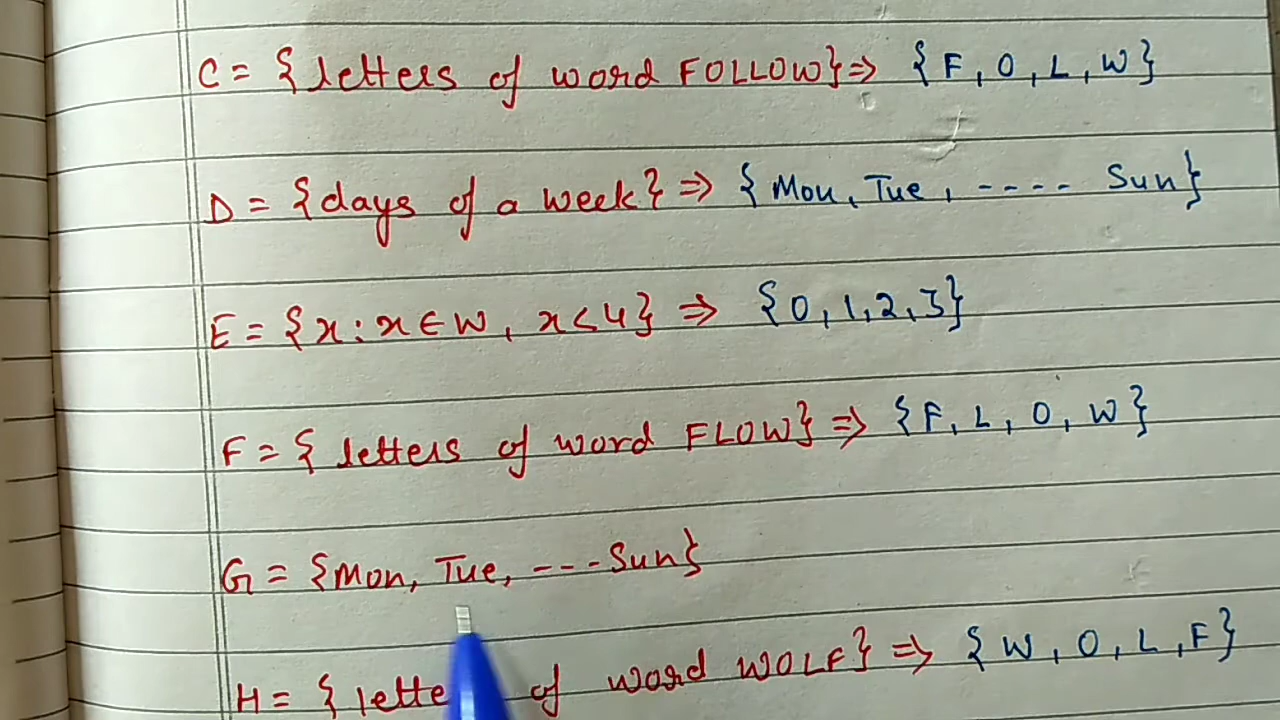 C = {letters of word FOLLOW} ⇒ {F, O, L, W}
D = {days of a week} ⇒ {Mon, Tue, ---- Sun}
E = {x : x ∈ W, x < 4} ⇒ {0, 1, 2, 3}
F = {letters of word FLOW} ⇒ {F, L, O, W}
G = {Mon, Tue, --- Sun}
H = { of word WOLF} ⇒ {W, O, L, F}